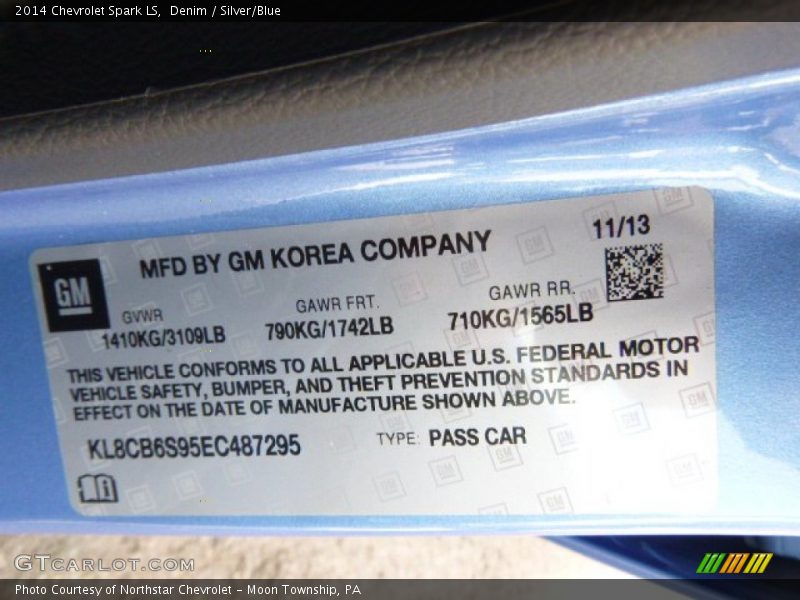 2014 Chevrolet Spark LS, Denim / Silver/Blue
MFD BY GM KOREA COMPANY
11/13
GM
GVWR
1410KG/3109LB
GAWR FRT.
790KG/1742LB
GAWR RR.
710KG/1565LB
THIS VEHICLE CONFORMS TO ALL APPLICABLE U.S. FEDERAL MOTOR
VEHICLE SAFETY, BUMPER, AND THEFT PREVENTION STANDARDS IN
EFFECT ON THE DATE OF MANUFACTURE SHOWN ABOVE.
KL8CB6S95EC487295
TYPE: PASS CAR
GTCARLOT.COM
Photo Courtesy of Northstar Chevrolet - Moon Township, PA